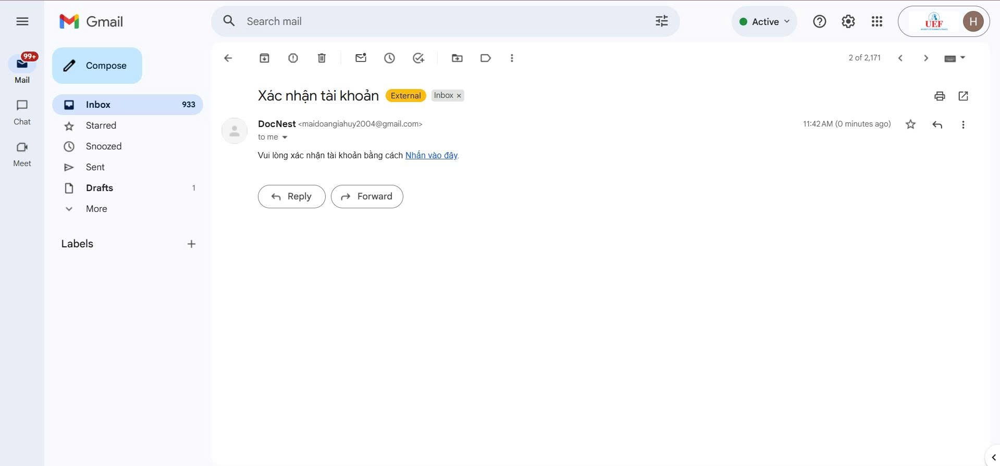 Gmail
Search mail
Active
UEF
H
99+
Mail
Chat
Meet
Compose
Inbox 933
Starred
Snoozed
Sent
Drafts 1
More
Labels
2 of 2,171
Xác nhận tài khoản External Inbox ×
DocNest <maidoangiahuy2004@gmail.com> 11:42 AM (0 minutes ago)
to me
Vui lòng xác nhận tài khoản bằng cách Nhấn vào đây.
Reply Forward